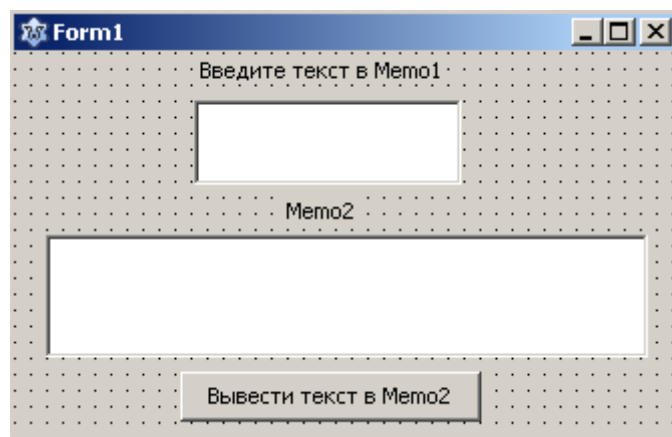 Form1
Введите текст в Memo1
Memo2
Вывести текст в Memo2